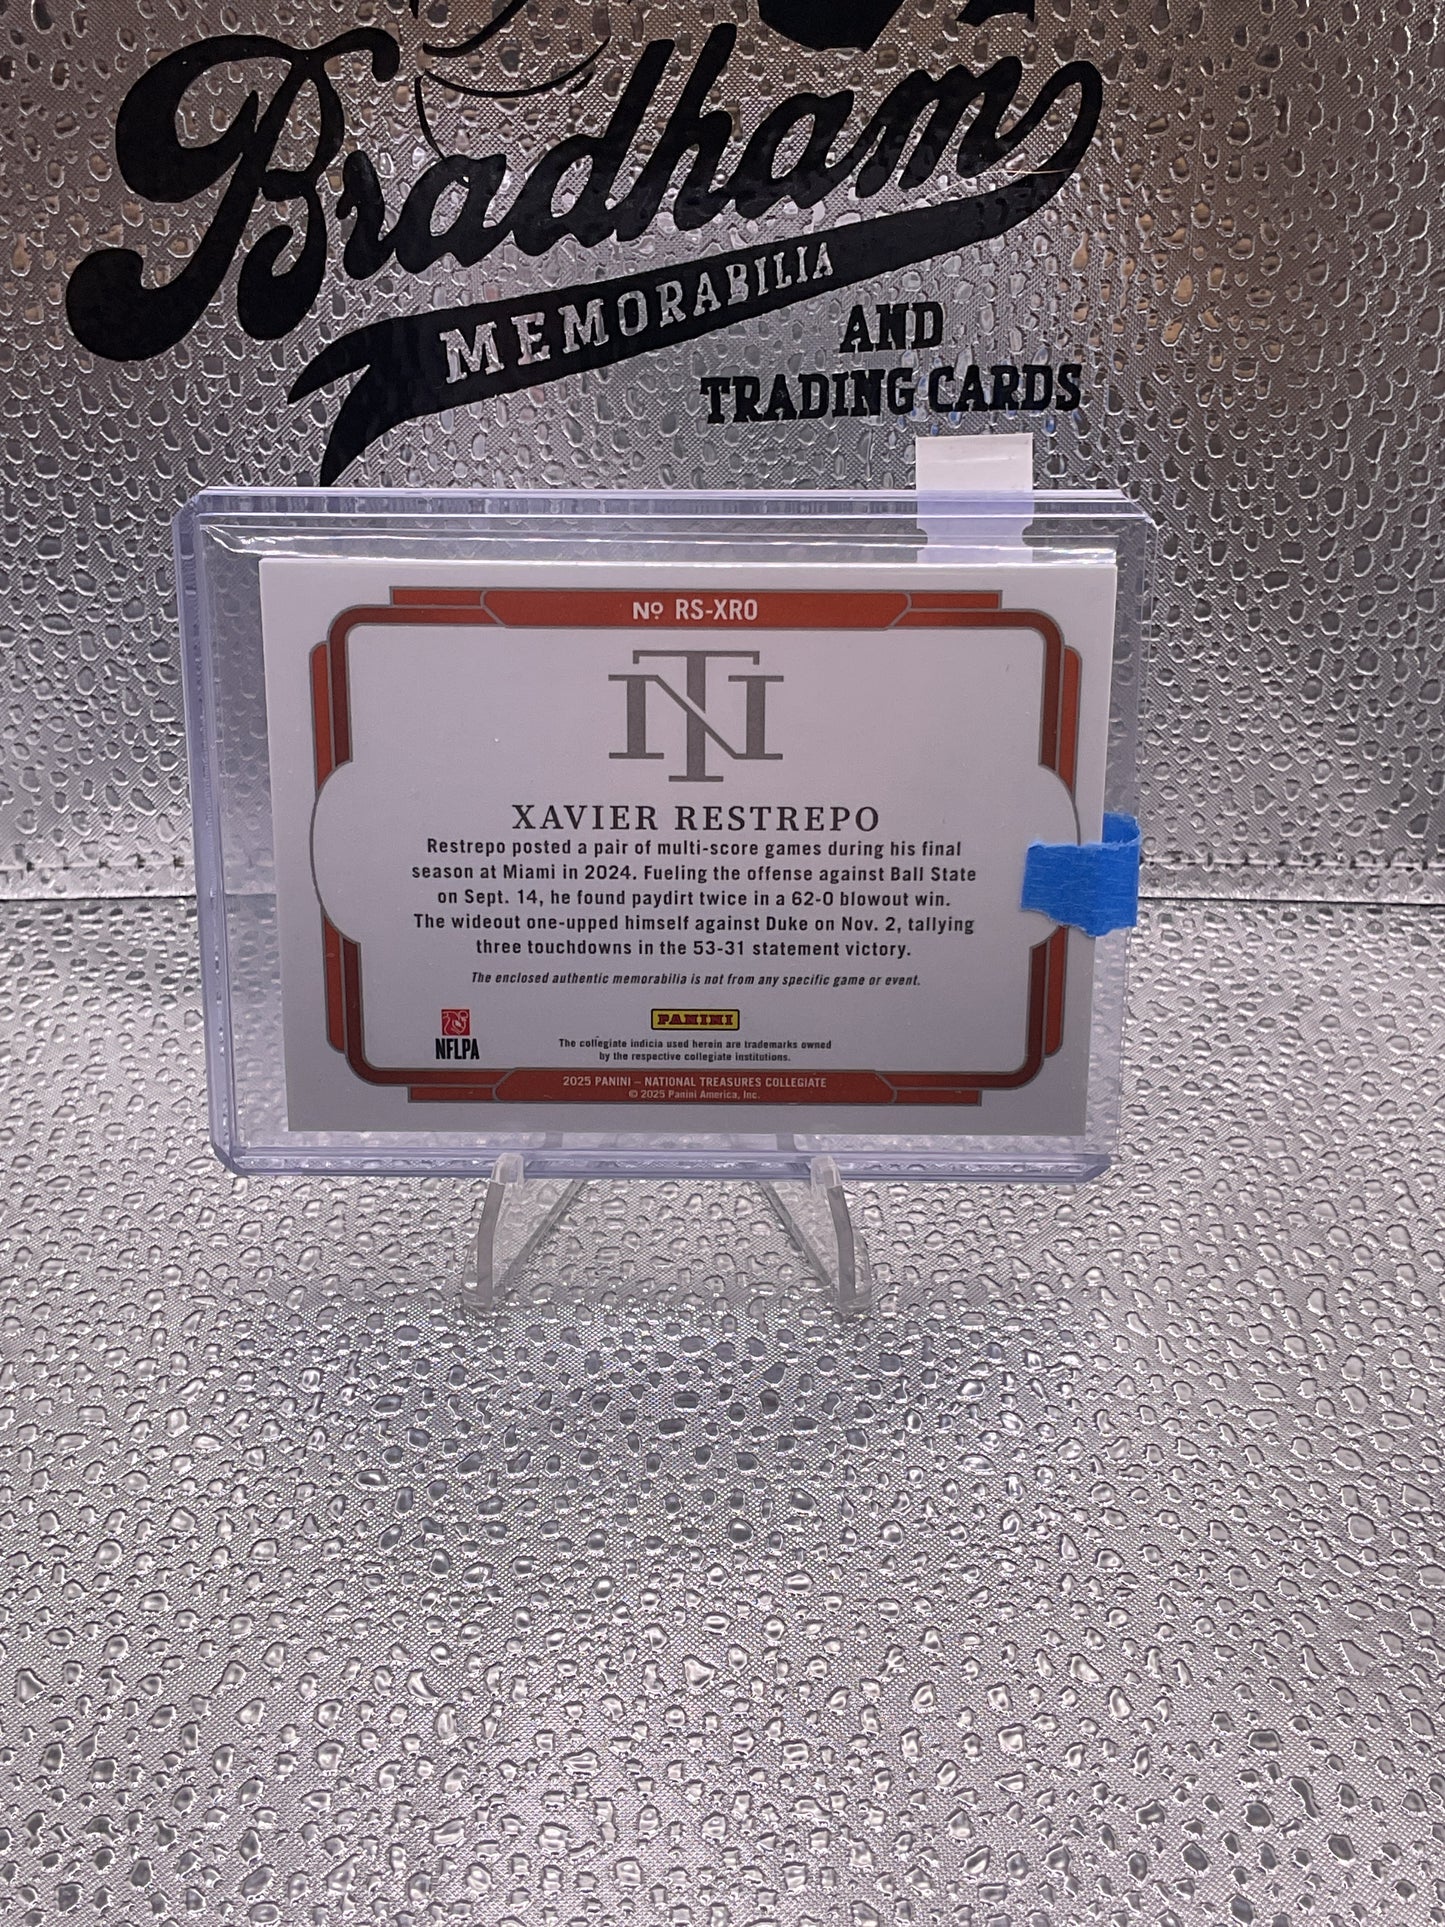 Bradhams
MEMORABILIA
AND
TRADING CARDS
Nº RS-XRO
NT
XAVIER RESTREPO
Restrepo posted a pair of multi-score games during his final
season at Miami in 2024. Fueling the offense against Ball State
on Sept. 14, he found paydirt twice in a 62-0 blowout win.
The wideout one-upped himself against Duke on Nov. 2, tallying
three touchdowns in the 53-31 statement victory.
The enclosed authentic memorabilia is not from any specific game or event.
NFLPA
PANINI
The collegiate indicia used herein are trademarks owned
by the respective collegiate institutions.
2025 PANINI – NATIONAL TREASURES COLLEGIATE
© 2025 Panini America, Inc.